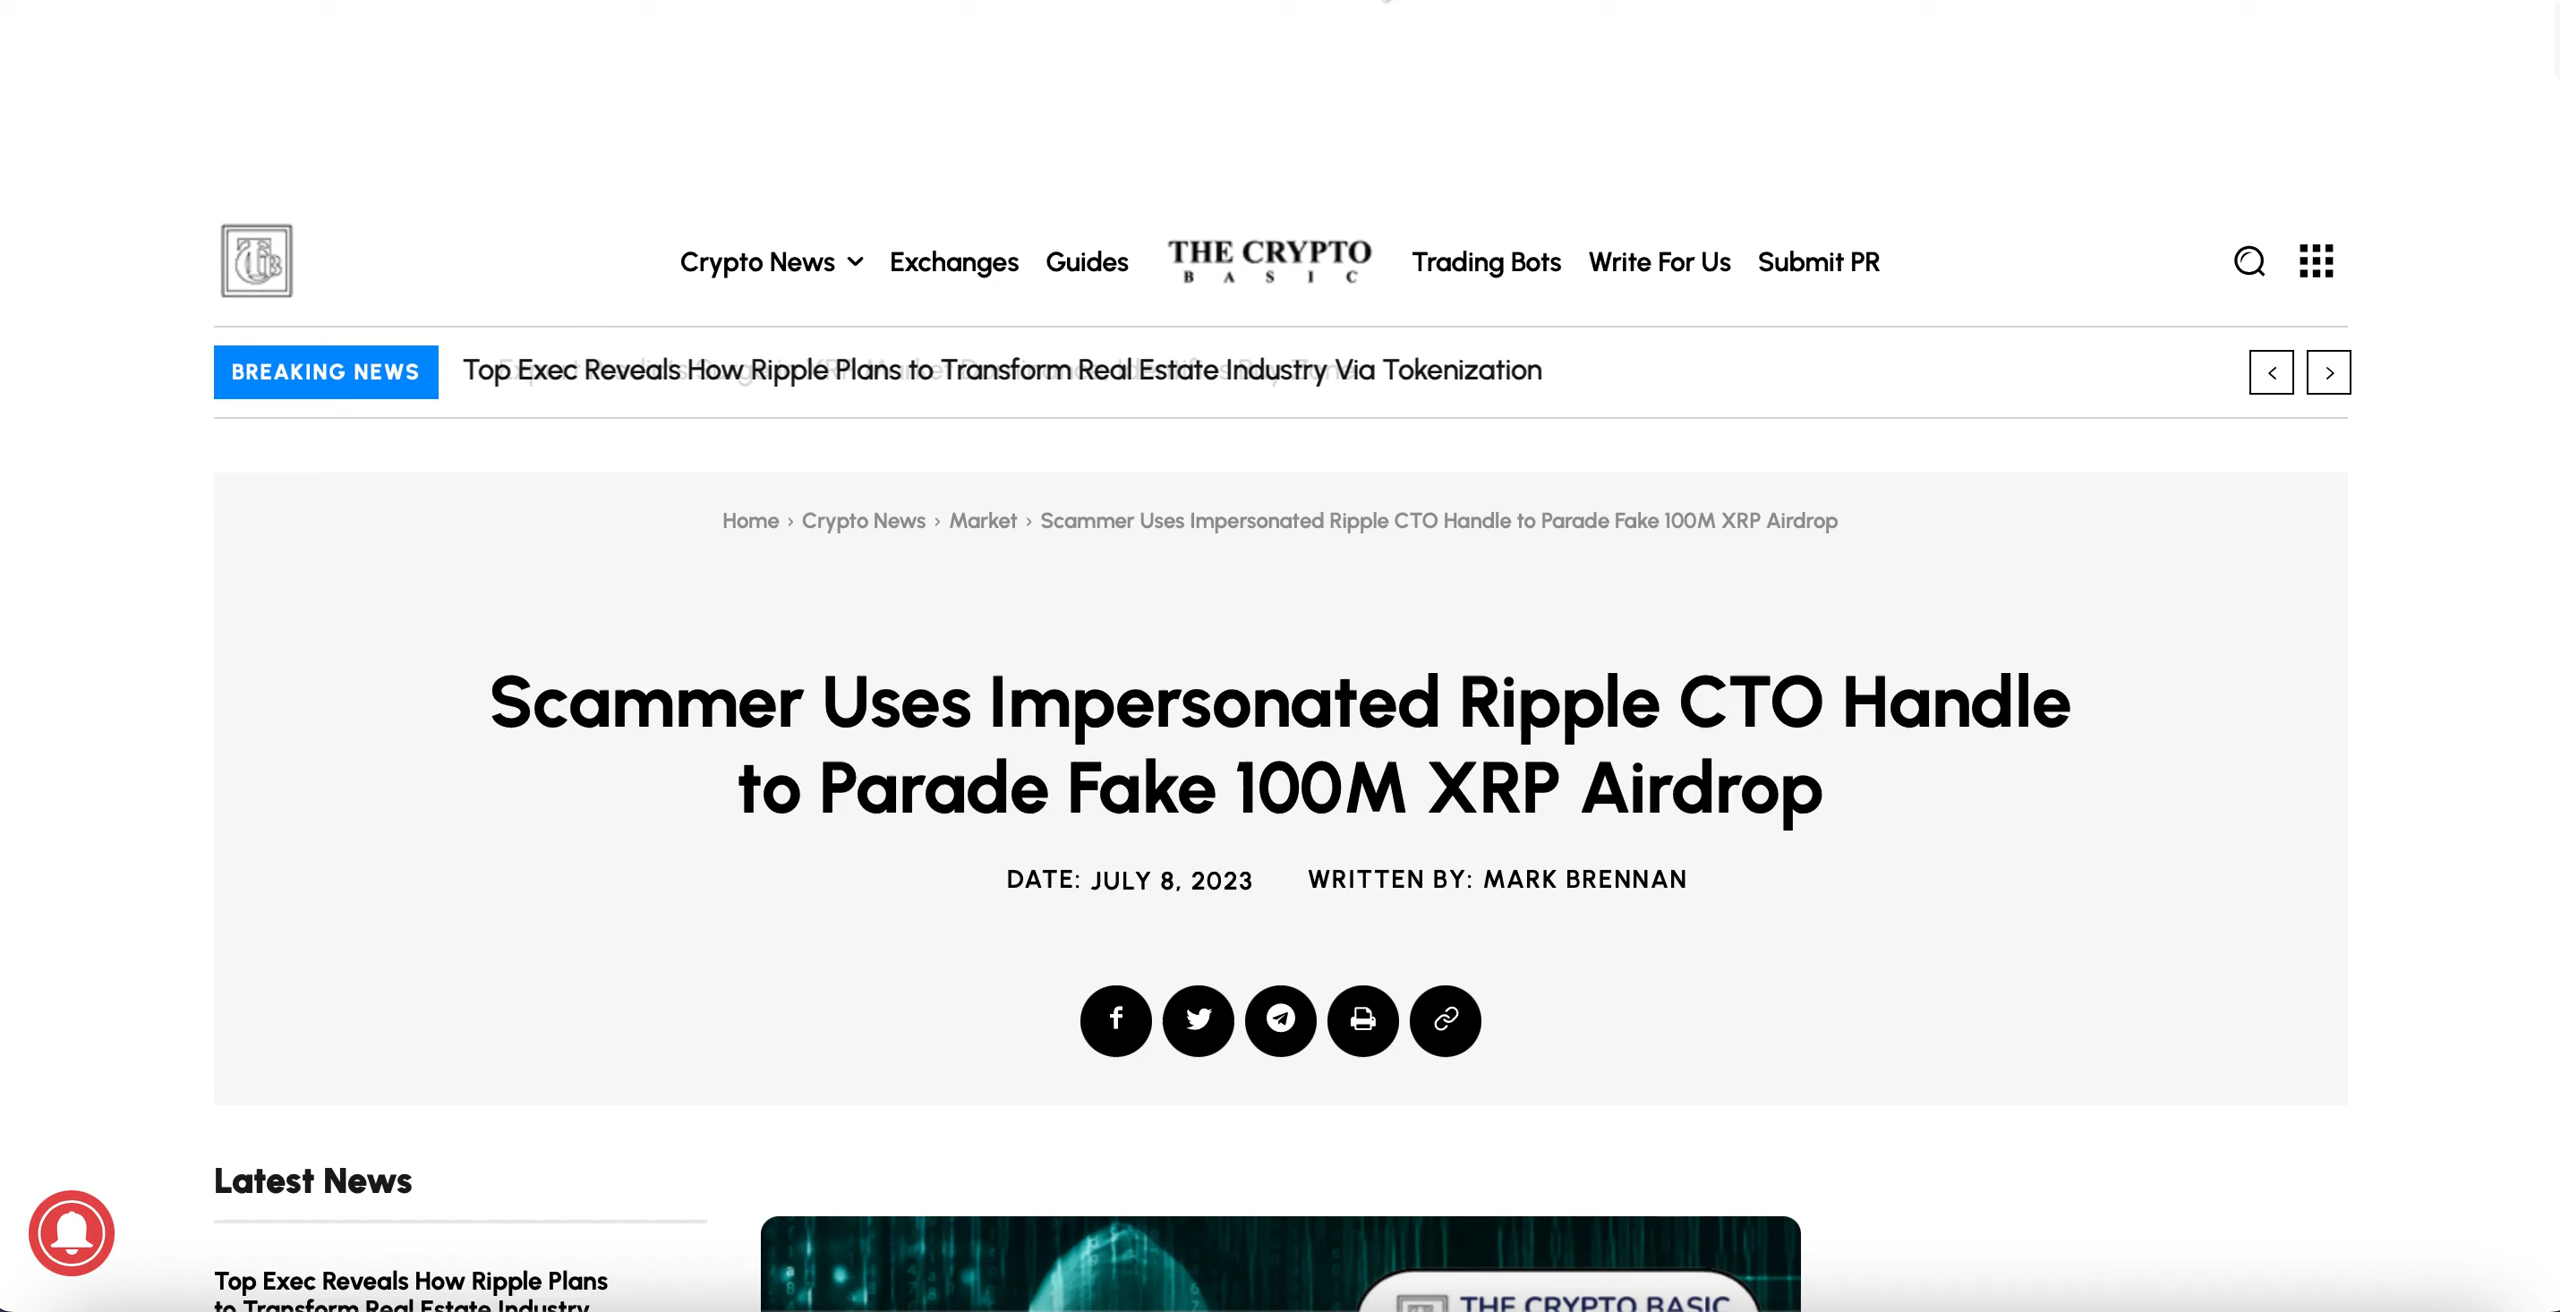 Crypto News Exchanges Guides THE CRYPTO BASIC Trading Bots Write For Us Submit PR
BREAKING NEWS Top Exec Reveals How Ripple Plans to Transform Real Estate Industry Via Tokenization
Home › Crypto News › Market › Scammer Uses Impersonated Ripple CTO Handle to Parade Fake 100M XRP Airdrop
Scammer Uses Impersonated Ripple CTO Handle
to Parade Fake 100M XRP Airdrop
DATE: JULY 8, 2023 WRITTEN BY: MARK BRENNAN
Latest News
Top Exec Reveals How Ripple Plans
to Transform Real Estate Industry
THE CRYPTO BASIC